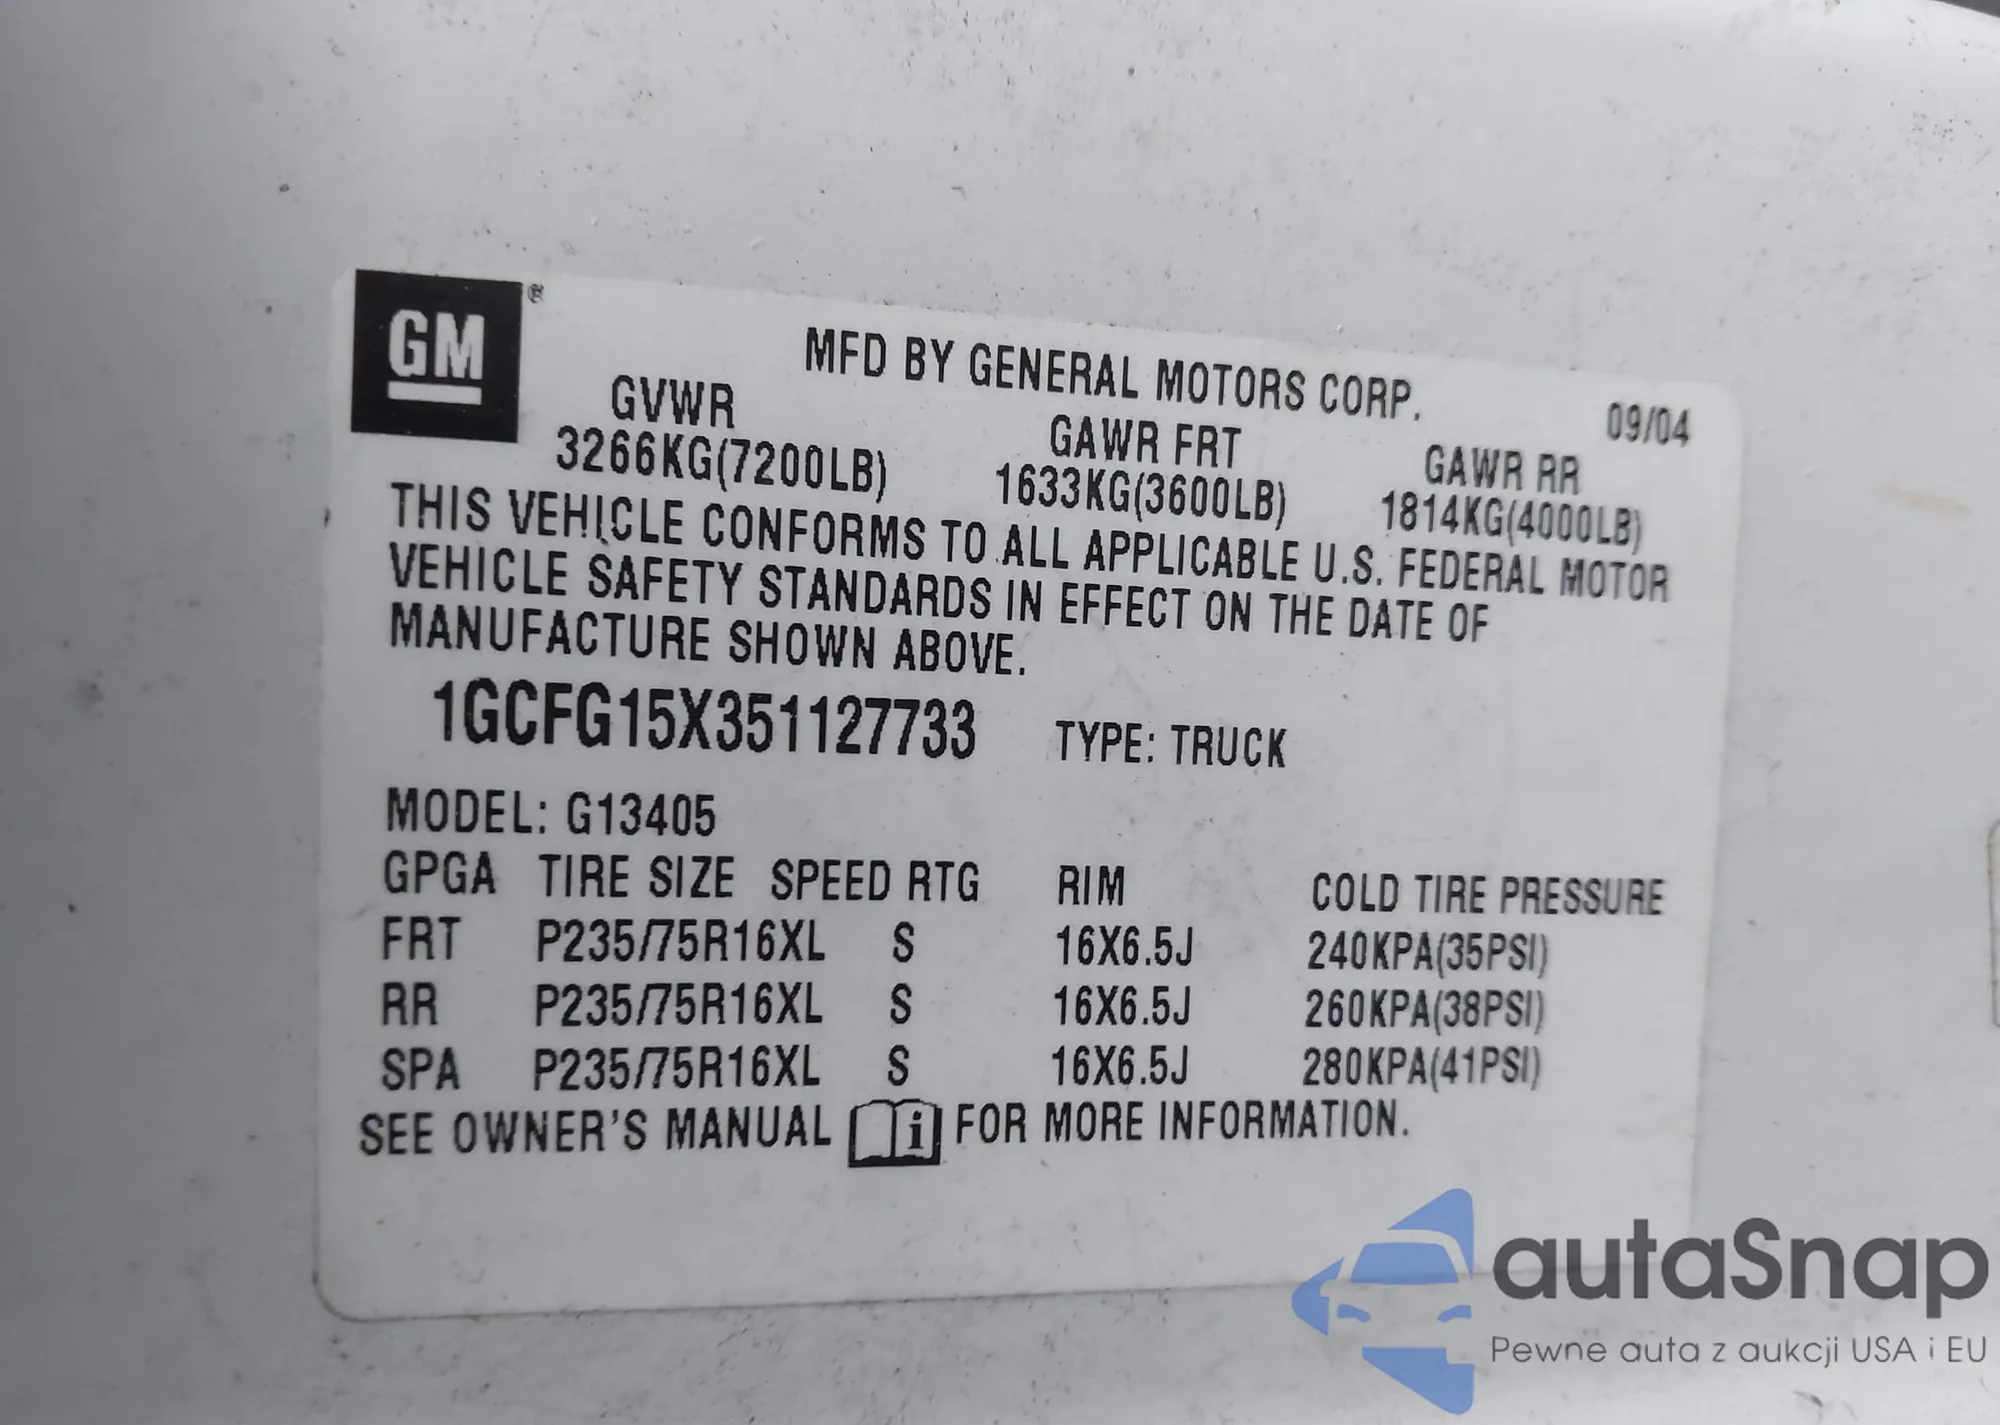 GM ®
MFD BY GENERAL MOTORS CORP. 09/04
GVWR GAWR FRT GAWR RR
3266KG(7200LB) 1633KG(3600LB) 1814KG(4000LB)
THIS VEHICLE CONFORMS TO ALL APPLICABLE U.S. FEDERAL MOTOR
VEHICLE SAFETY STANDARDS IN EFFECT ON THE DATE OF
MANUFACTURE SHOWN ABOVE.
1GCFG15X351127733 TYPE: TRUCK
MODEL: G13405
GPGA TIRE SIZE SPEED RTG RIM COLD TIRE PRESSURE
FRT P235/75R16XL S 16X6.5J 240KPA(35PSI)
RR P235/75R16XL S 16X6.5J 260KPA(38PSI)
SPA P235/75R16XL S 16X6.5J 280KPA(41PSI)
SEE OWNER'S MANUAL i FOR MORE INFORMATION.
autaSnap
Pewne auta z aukcji USA i EU